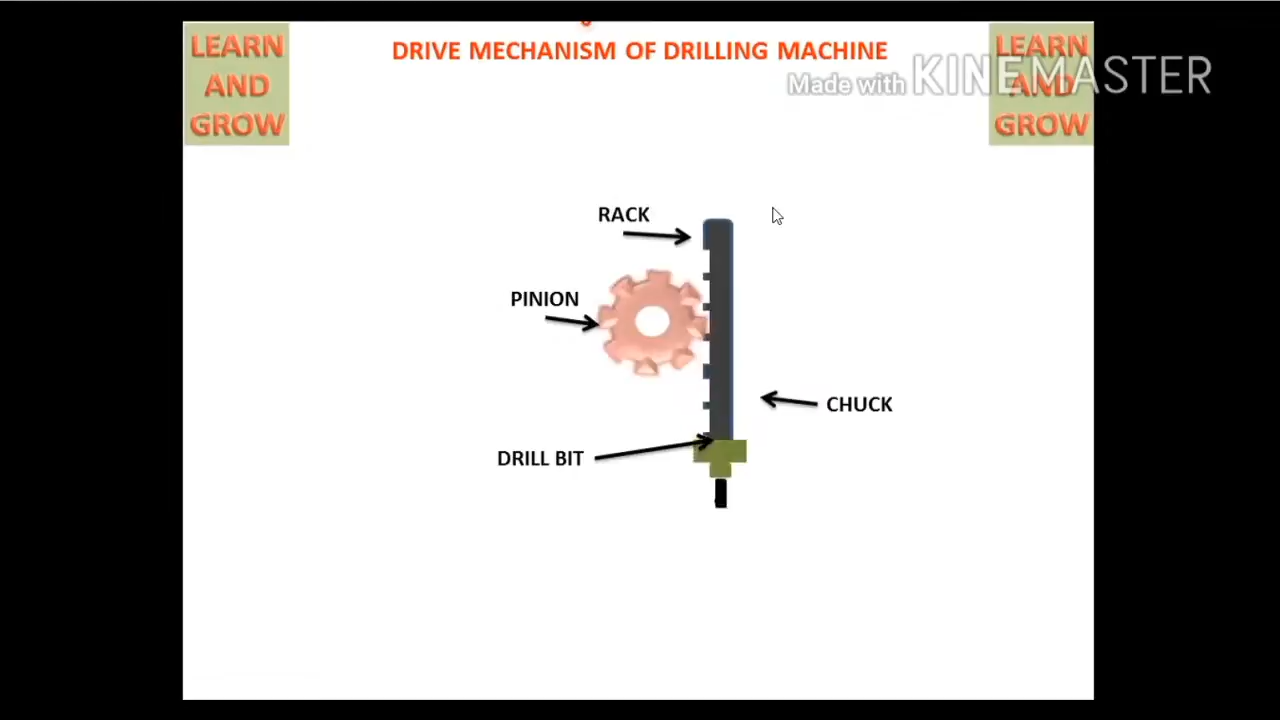 LEARN
AND
GROW
DRIVE MECHANISM OF DRILLING MACHINE
LEARN
AND
GROW
Made with KINEMASTER
RACK
PINION
CHUCK
DRILL BIT